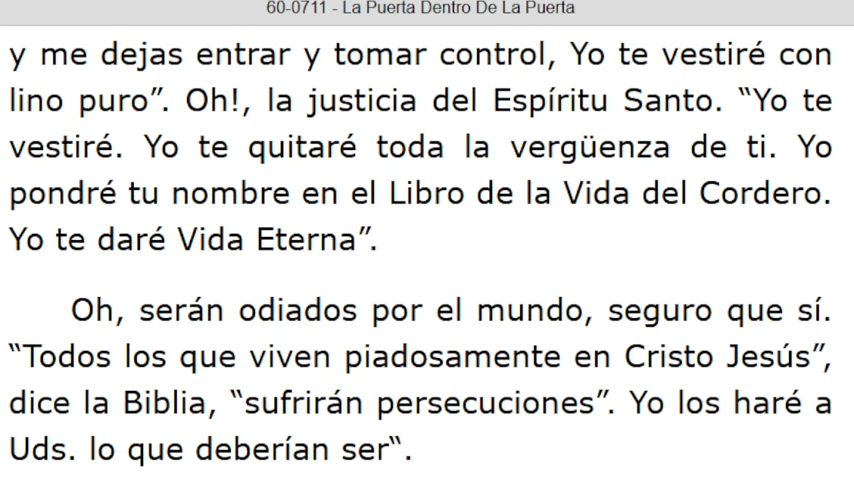 60-0711 - La Puerta Dentro De La Puerta
y me dejas entrar y tomar control, Yo te vestiré con
lino puro”. Oh!, la justicia del Espíritu Santo. “Yo te
vestiré. Yo te quitaré toda la vergüenza de ti. Yo
pondré tu nombre en el Libro de la Vida del Cordero.
Yo te daré Vida Eterna”.
Oh, serán odiados por el mundo, seguro que sí.
“Todos los que viven piadosamente en Cristo Jesús”,
dice la Biblia, “sufrirán persecuciones”. Yo los haré a
Uds. lo que deberían ser“.